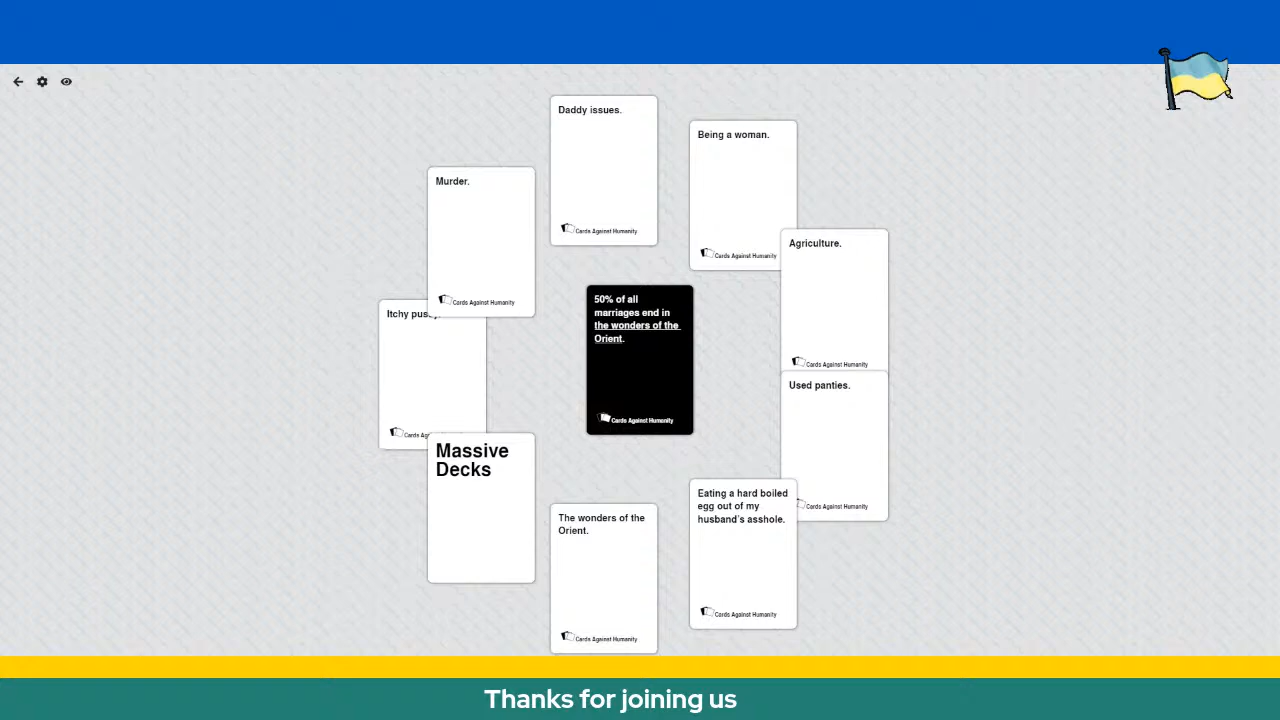 Daddy issues.
Cards Against Humanity
Being a woman.
Cards Against Humanity
Murder.
Cards Against Humanity
Agriculture.
Cards Against Humanity
50% of all
marriages end in
the wonders of the
Orient.
Cards Against Humanity
Itchy
Cards
Used panties.
Cards Against Humanity
Massive
Decks
Eating a hard boiled
egg out of my
husband's asshole.
Cards Against Humanity
The wonders of the
Orient.
Cards Against Humanity
Thanks for joining us